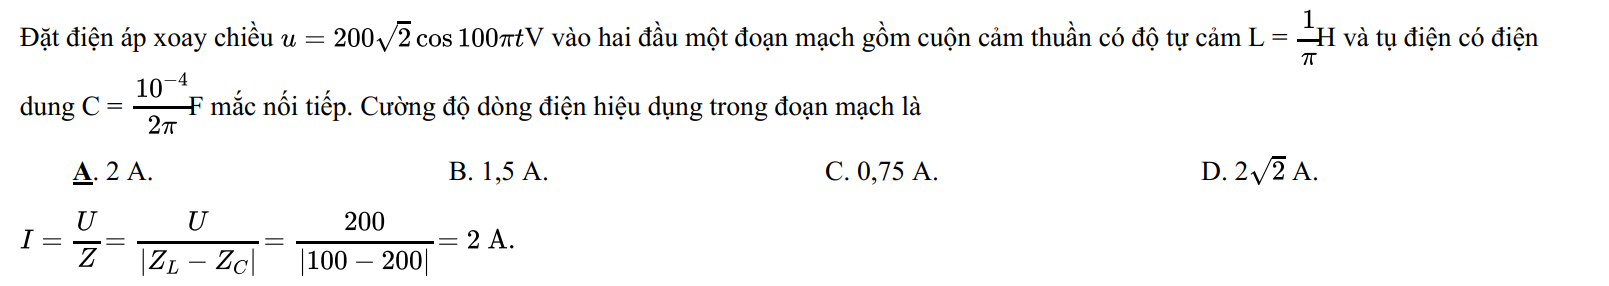 Đặt điện áp xoay chiều $u = 200\sqrt{2}\cos 100\pi t$V vào hai đầu một đoạn mạch gồm cuộn cảm thuần có độ tự cảm L = $\frac{1}{\pi}$H và tụ điện có điện
dung C = $\frac{10^{-4}}{2\pi}$F mắc nối tiếp. Cường độ dòng điện hiệu dụng trong đoạn mạch là
A. 2 A. B. 1,5 A. C. 0,75 A. D. $2\sqrt{2}$ A.
$I = \frac{U}{Z} = \frac{U}{|Z_L - Z_C|} = \frac{200}{|100 - 200|} = 2$ A.